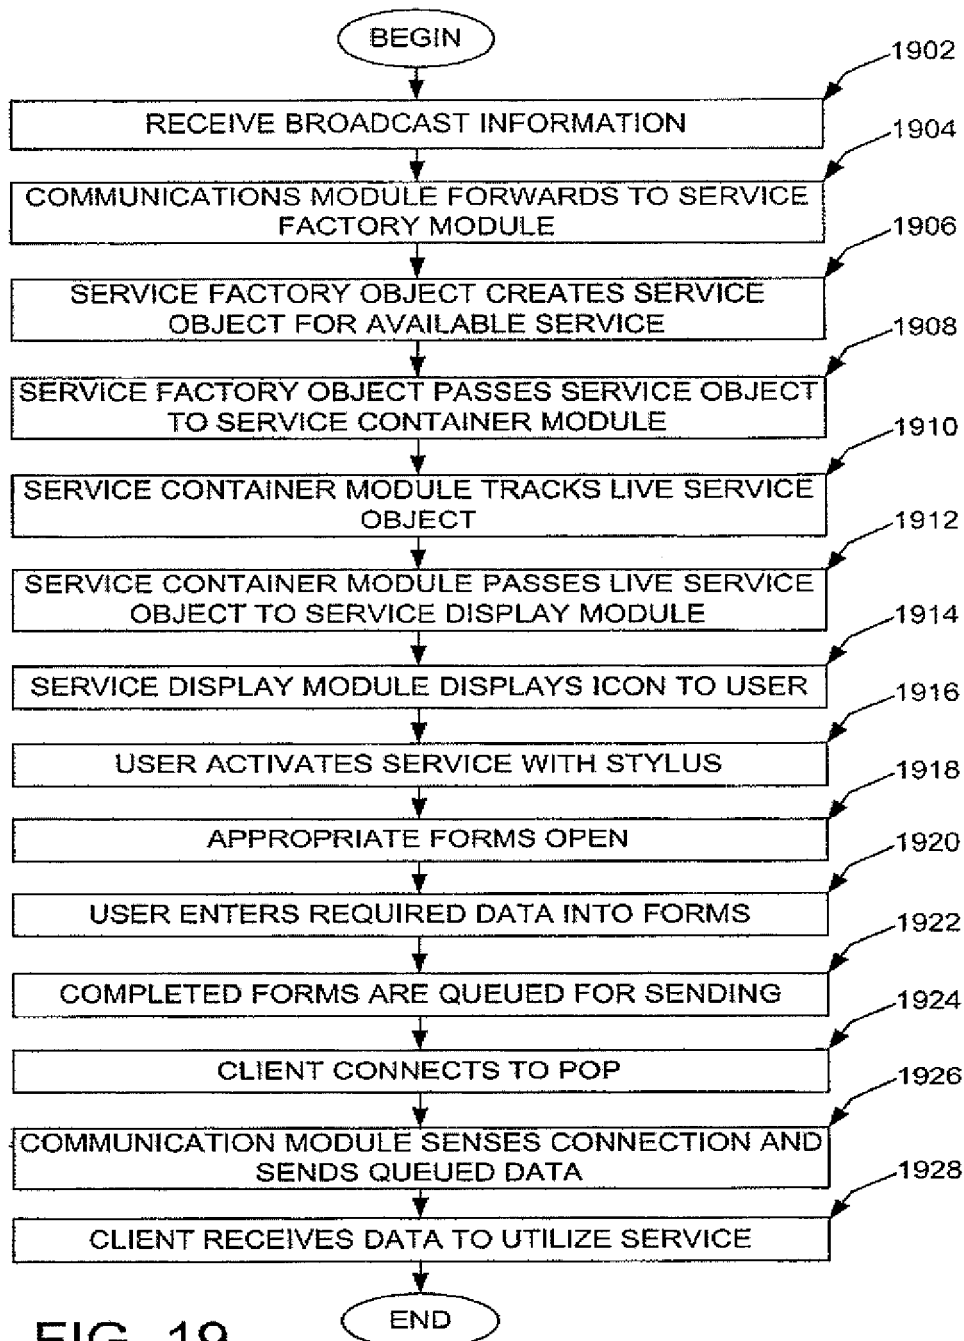 BEGIN
1902
RECEIVE BROADCAST INFORMATION
1904
COMMUNICATIONS MODULE FORWARDS TO SERVICE
FACTORY MODULE
1906
SERVICE FACTORY OBJECT CREATES SERVICE
OBJECT FOR AVAILABLE SERVICE
1908
SERVICE FACTORY OBJECT PASSES SERVICE OBJECT
TO SERVICE CONTAINER MODULE
1910
SERVICE CONTAINER MODULE TRACKS LIVE SERVICE
OBJECT
1912
SERVICE CONTAINER MODULE PASSES LIVE SERVICE
OBJECT TO SERVICE DISPLAY MODULE
1914
SERVICE DISPLAY MODULE DISPLAYS ICON TO USER
1916
USER ACTIVATES SERVICE WITH STYLUS
1918
APPROPRIATE FORMS OPEN
1920
USER ENTERS REQUIRED DATA INTO FORMS
1922
COMPLETED FORMS ARE QUEUED FOR SENDING
1924
CLIENT CONNECTS TO POP
1926
COMMUNICATION MODULE SENSES CONNECTION AND
SENDS QUEUED DATA
1928
CLIENT RECEIVES DATA TO UTILIZE SERVICE
END
FIG. 19